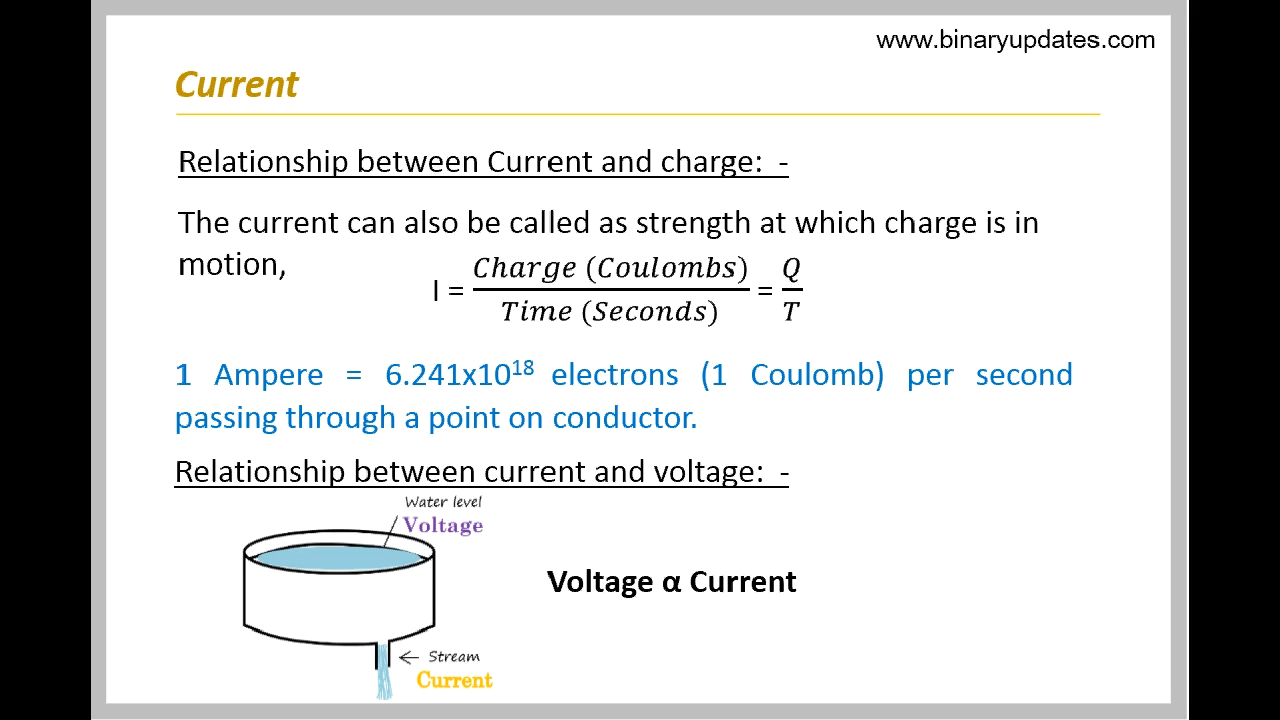 www.binaryupdates.com
Current
Relationship between Current and charge:  -
The current can also be called as strength at which charge is in
motion,
I = Charge (Coulombs) / Time (Seconds) = Q / T
1 Ampere = 6.241x10¹⁸ electrons (1 Coulomb) per second
passing through a point on conductor.
Relationship between current and voltage:  -
Water level
Voltage
Voltage α Current
Stream
Current